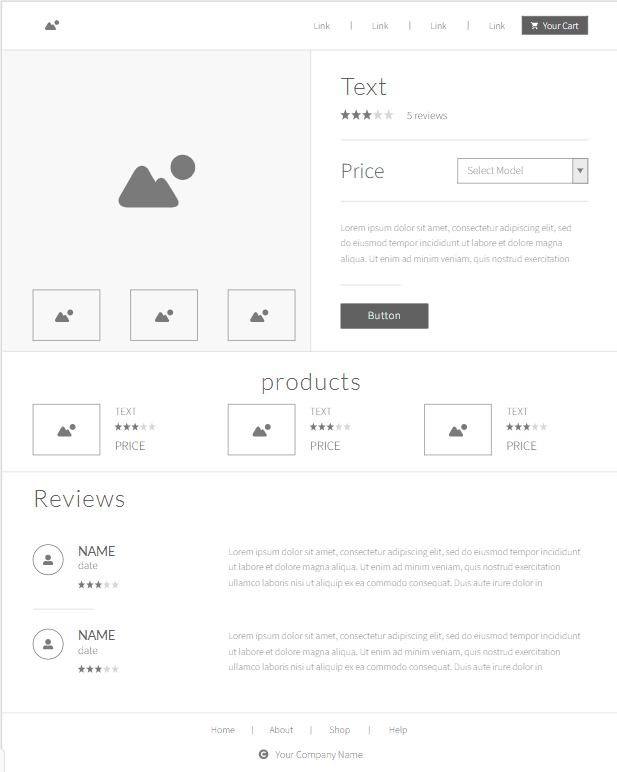 Link | Link | Link | Link Your Cart
Text
5 reviews
Price
Select Model
Lorem ipsum dolor sit amet, consectetur adipiscing elit, sed
do eiusmod tempor incididunt ut labore et dolore magna
aliqua. Ut enim ad minim veniam, quis nostrud exercitation
Button
products
TEXT
PRICE
TEXT
PRICE
TEXT
PRICE
Reviews
NAME
date
Lorem ipsum dolor sit amet, consectetur adipiscing elit, sed do eiusmod tempor incididunt
ut labore et dolore magna aliqua. Ut enim ad minim veniam, quis nostrud exercitation
ullamco laboris nisi ut aliquip ex ea commodo consequat. Duis aute irure dolor in
NAME
date
Lorem ipsum dolor sit amet, consectetur adipiscing elit, sed do eiusmod tempor incididunt
ut labore et dolore magna aliqua. Ut enim ad minim veniam, quis nostrud exercitation
ullamco laboris nisi ut aliquip ex ea commodo consequat. Duis aute irure dolor in
Home | About | Shop | Help
© Your Company Name